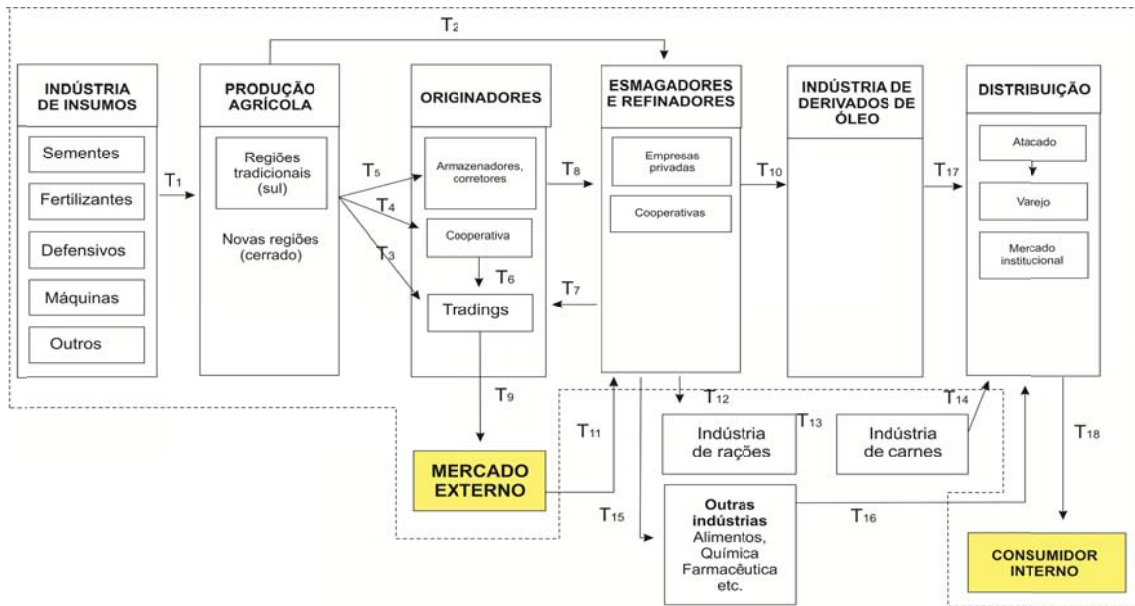 T2
INDÚSTRIA
DE INSUMOS
Sementes
Fertilizantes
Defensivos
Máquinas
Outros
T1
PRODUÇÃO
AGRÍCOLA
Regiões
tradicionais
(sul)
Novas regiões
(cerrado)
T5
T4
T3
ORIGINADORES
Armazenadores,
corretores
Cooperativa
T6
Tradings
T8
T7
ESMAGADORES
E REFINADORES
Empresas
privadas
Cooperativas
T10
INDÚSTRIA DE
DERIVADOS DE
ÓLEO
T17
DISTRIBUIÇÃO
Atacado
Varejo
Mercado
institucional
T9
MERCADO
EXTERNO
T11
T12
Indústria
de rações
T13
Indústria
de carnes
T14
T15
Outras
indústrias
Alimentos,
Química
Farmacêutica
etc.
T16
T18
CONSUMIDOR
INTERNO